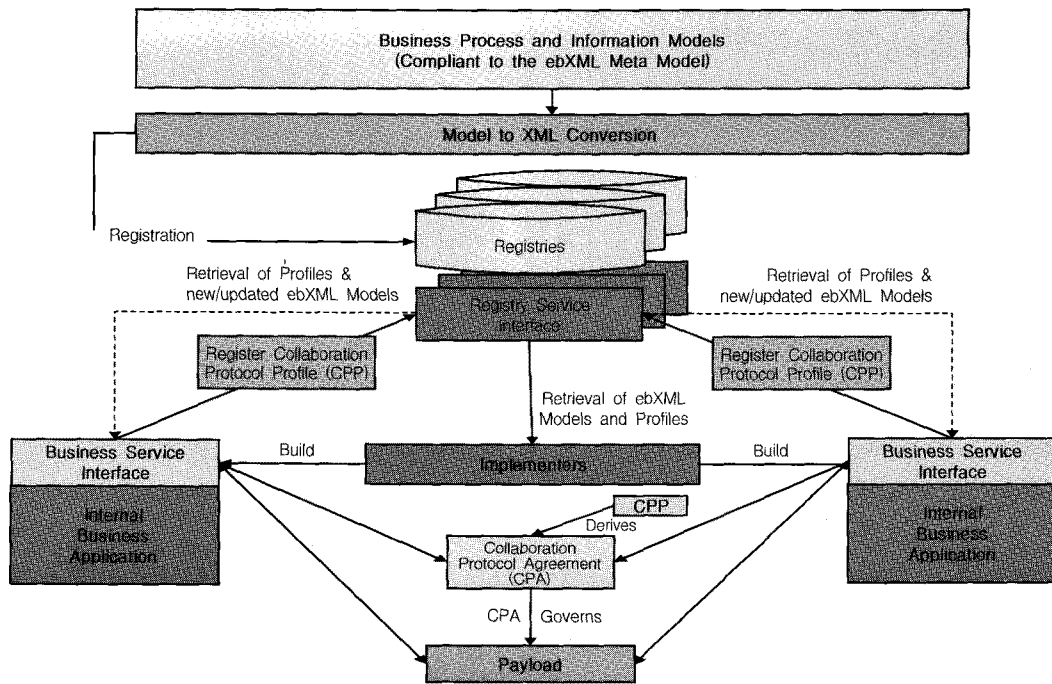 Business Process and Information Models
(Compliant to the ebXML Meta Model)
Model to XML Conversion
Registration
Registries
Retrieval of Profiles &
new/updated ebXML Models
Retrieval of Profiles &
new/updated ebXML Models
Registry Service
interface
Register Collaboration
Protocol Profile (CPP)
Register Collaboration
Protocol Profile (CPP)
Retrieval of ebXML
Models and Profiles
Business Service
Interface
Build
Implementers
Build
Business Service
Interface
Internal
Business
Application
CPP
Derives
Internal
Business
Application
Collaboration
Protocol Agreement
(CPA)
CPA Governs
Payload